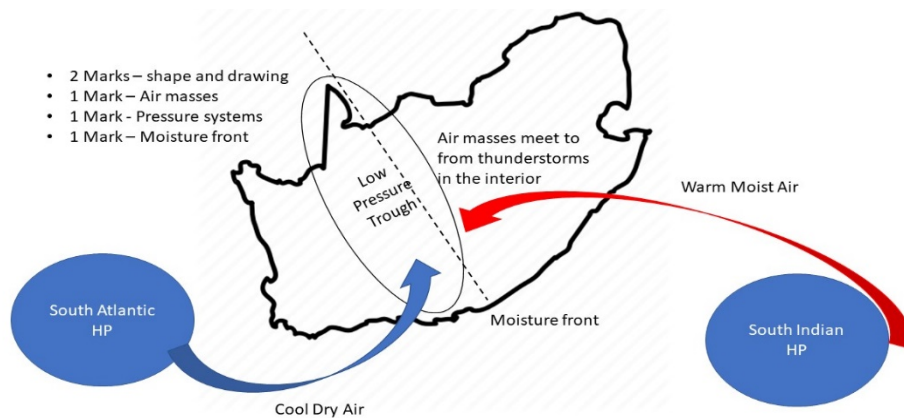 • 2 Marks – shape and drawing
• 1 Mark – Air masses
• 1 Mark - Pressure systems
• 1 Mark – Moisture front
Air masses meet to
from thunderstorms
in the interior
Low
Pressure
Trough
Warm Moist Air
South Atlantic
HP
Moisture front
South Indian
HP
Cool Dry Air